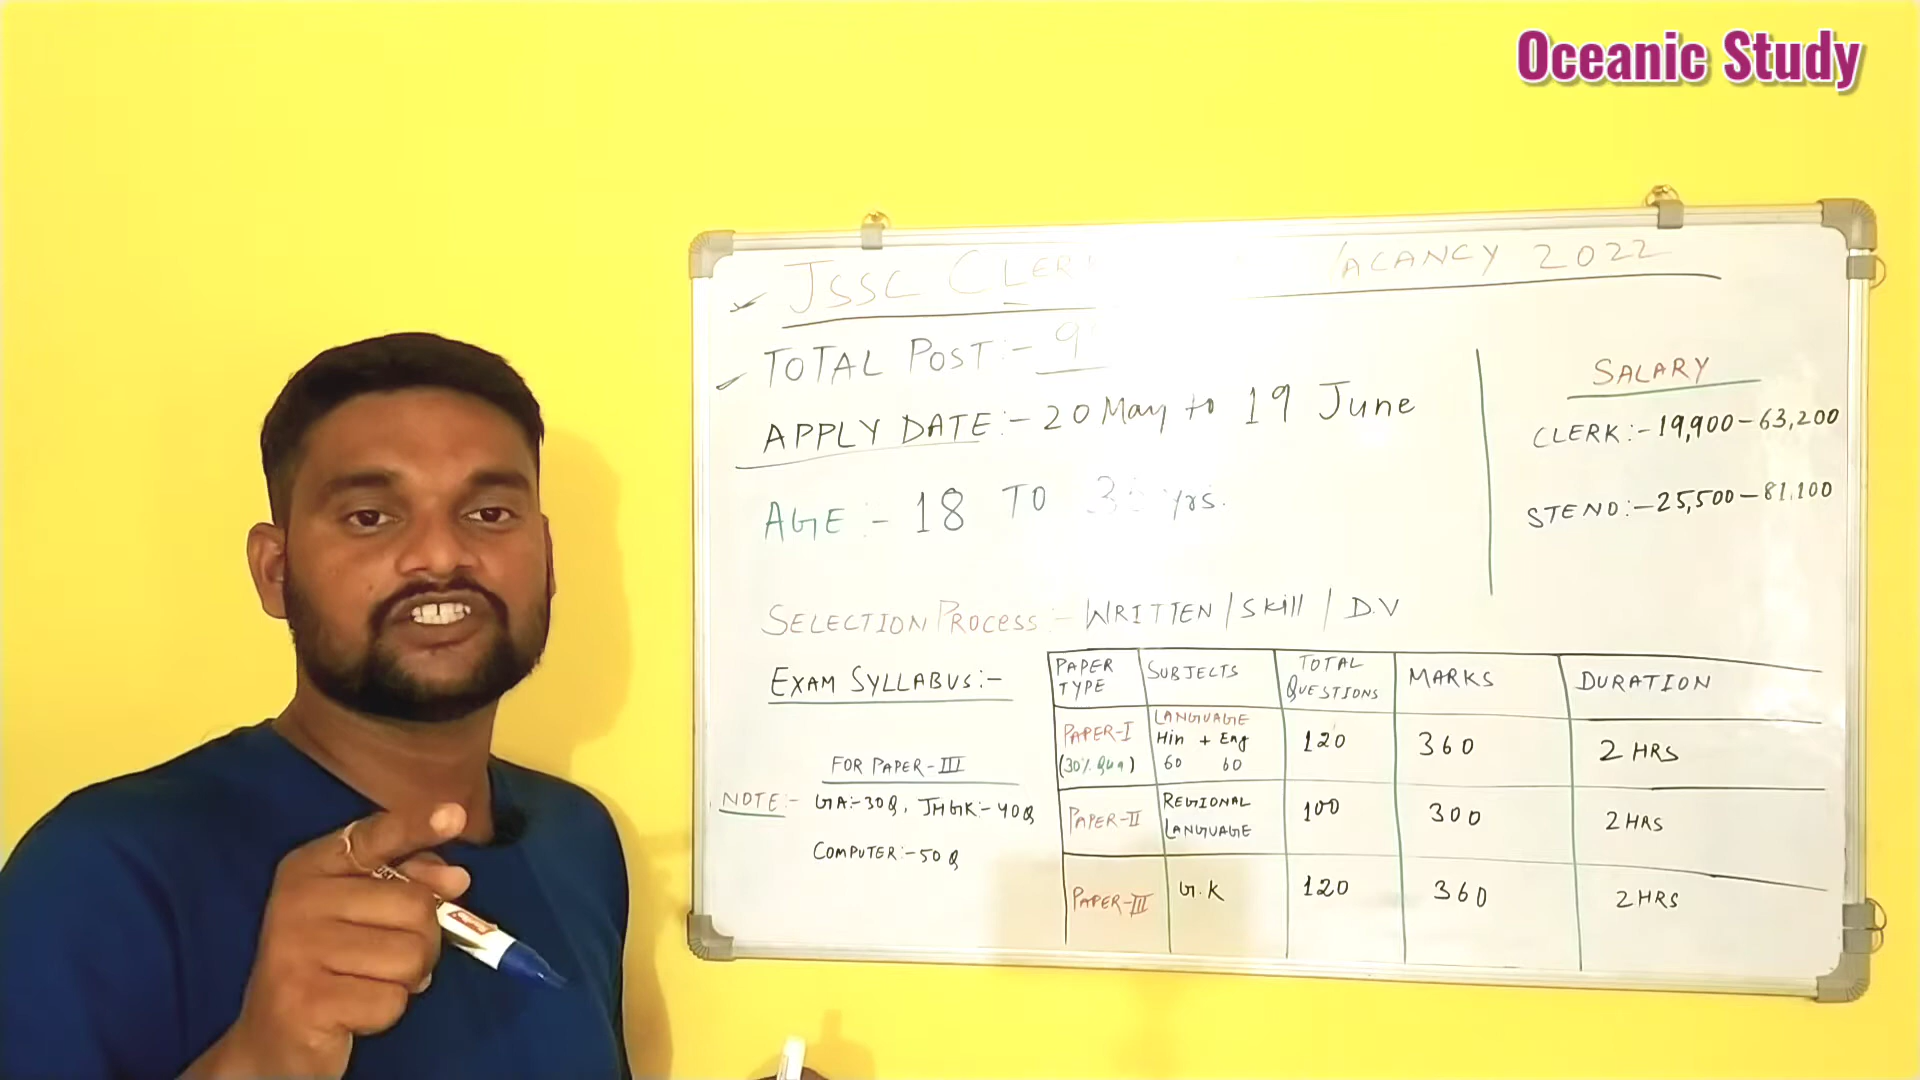 Oceanic Study
JSSC CLER ACANCY 2022
TOTAL POST:- 9
APPLY DATE:- 20 May to 19 June
AGE:- 18 TO 3 yrs.
SALARY
CLERK:- 19,900-63,200
STENO:- 25,500-81,100
SELECTION PROCESS:- WRITTEN / Skill / D.V
EXAM SYLLABUS:-
FOR PAPER-III
NOTE:- GA:-30Q, JHGK:-40Q
COMPUTER:-50Q
PAPER TYPE SUBJECTS TOTAL QUESTIONS MARKS DURATION
PAPER-I (30% Qua) LANGUAGE Hin + Eng 60 60 120 360 2 HRS
PAPER-II REGIONAL LANGUAGE 100 300 2 HRS
PAPER-III G.K 120 360 2 HRS